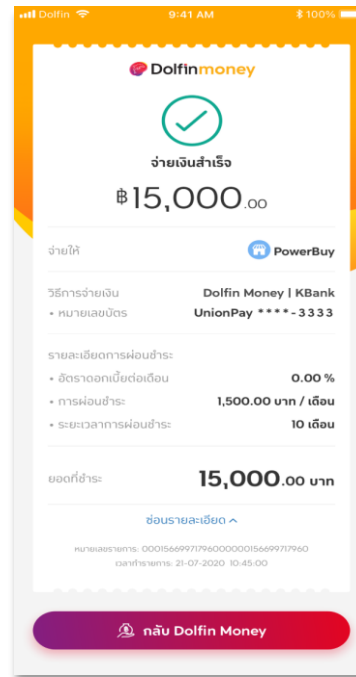 Dolfin 9:41 AM 100%
Dolfinmoney
จ่ายเงินสำเร็จ
฿15,000.00
จ่ายให้ PowerBuy
วิธีการจ่ายเงิน Dolfin Money | KBank
• หมายเลขบัตร UnionPay ****-3333
รายละเอียดการผ่อนชำระ
• อัตราดอกเบี้ยต่อเดือน 0.00 %
• การผ่อนชำระ 1,500.00 บาท / เดือน
• ระยะเวลาการผ่อนชำระ 10 เดือน
ยอดที่ชำระ 15,000.00 บาท
ซ่อนรายละเอียด
หมายเลขรายการ: 00015669971796000000156699717960
เวลาทำรายการ: 21-07-2020 10:45:00
กลับ Dolfin Money